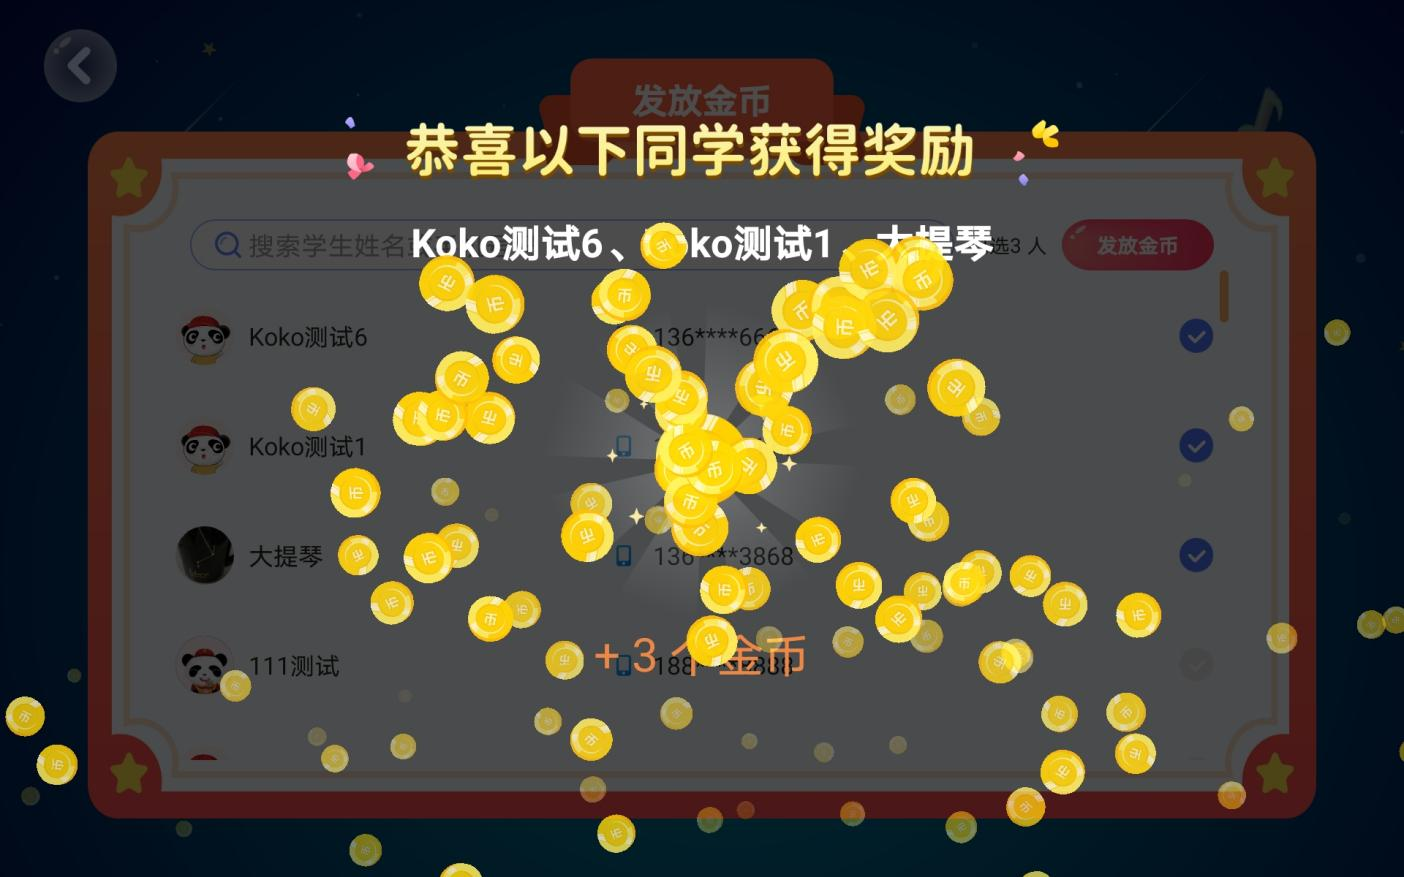 发放金币
恭喜以下同学获得奖励
搜索学生姓名
Koko测试6、 ko测试1、大提琴
选3 人
发放金币
Koko测试6
136****66
Koko测试1
大提琴
136****3868
111测试
188 8888
+3 个金币